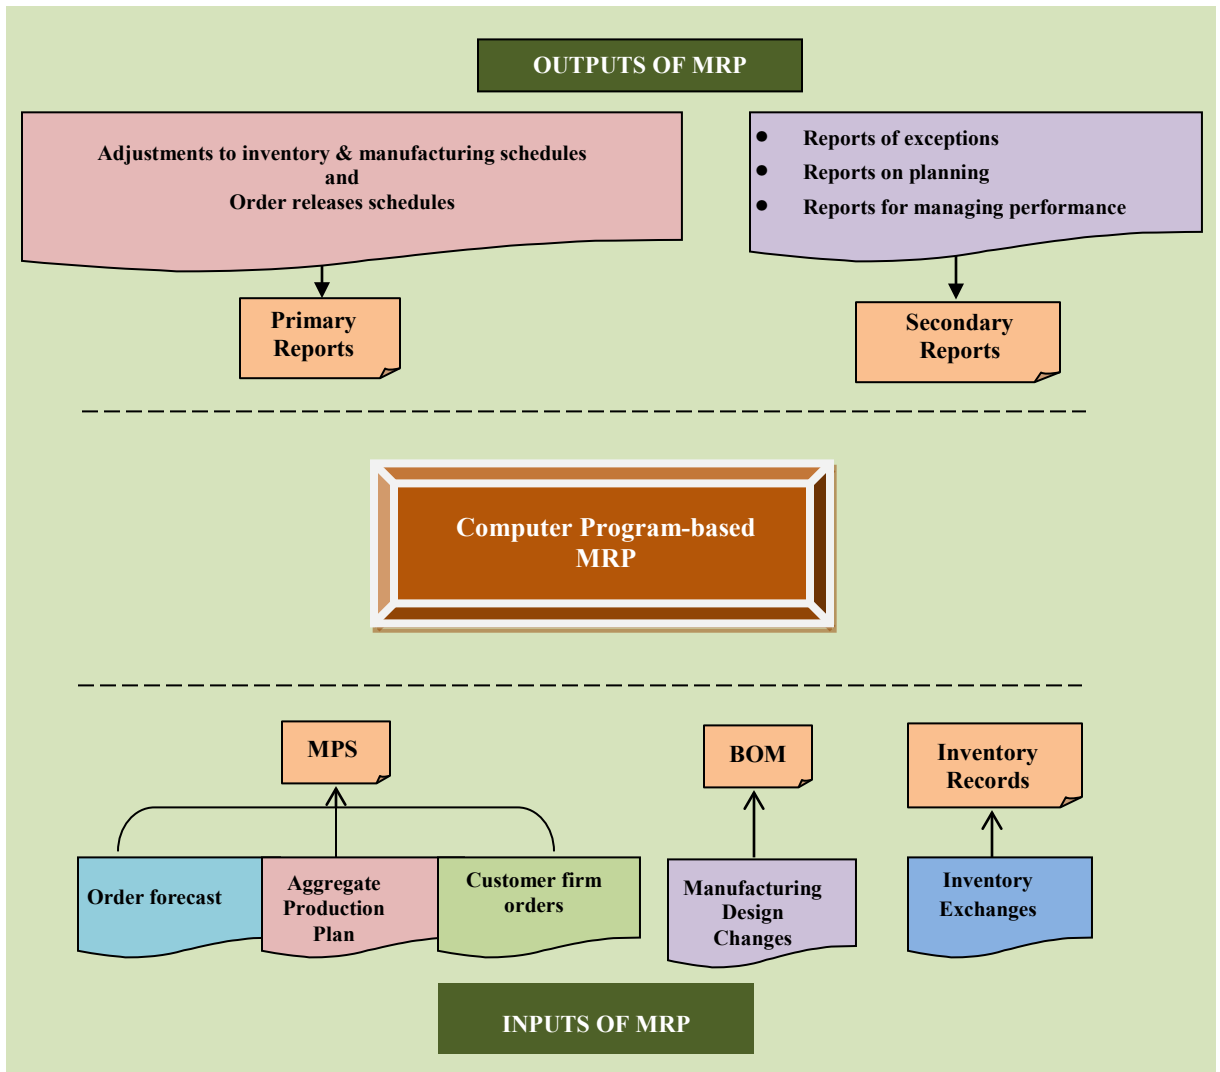 OUTPUTS OF MRP
Adjustments to inventory & manufacturing schedules
and
Order releases schedules
● Reports of exceptions
● Reports on planning
● Reports for managing performance
Primary
Reports
Secondary
Reports
Computer Program-based
MRP
MPS
BOM
Inventory
Records
Order forecast
Aggregate
Production
Plan
Customer firm
orders
Manufacturing
Design
Changes
Inventory
Exchanges
INPUTS OF MRP